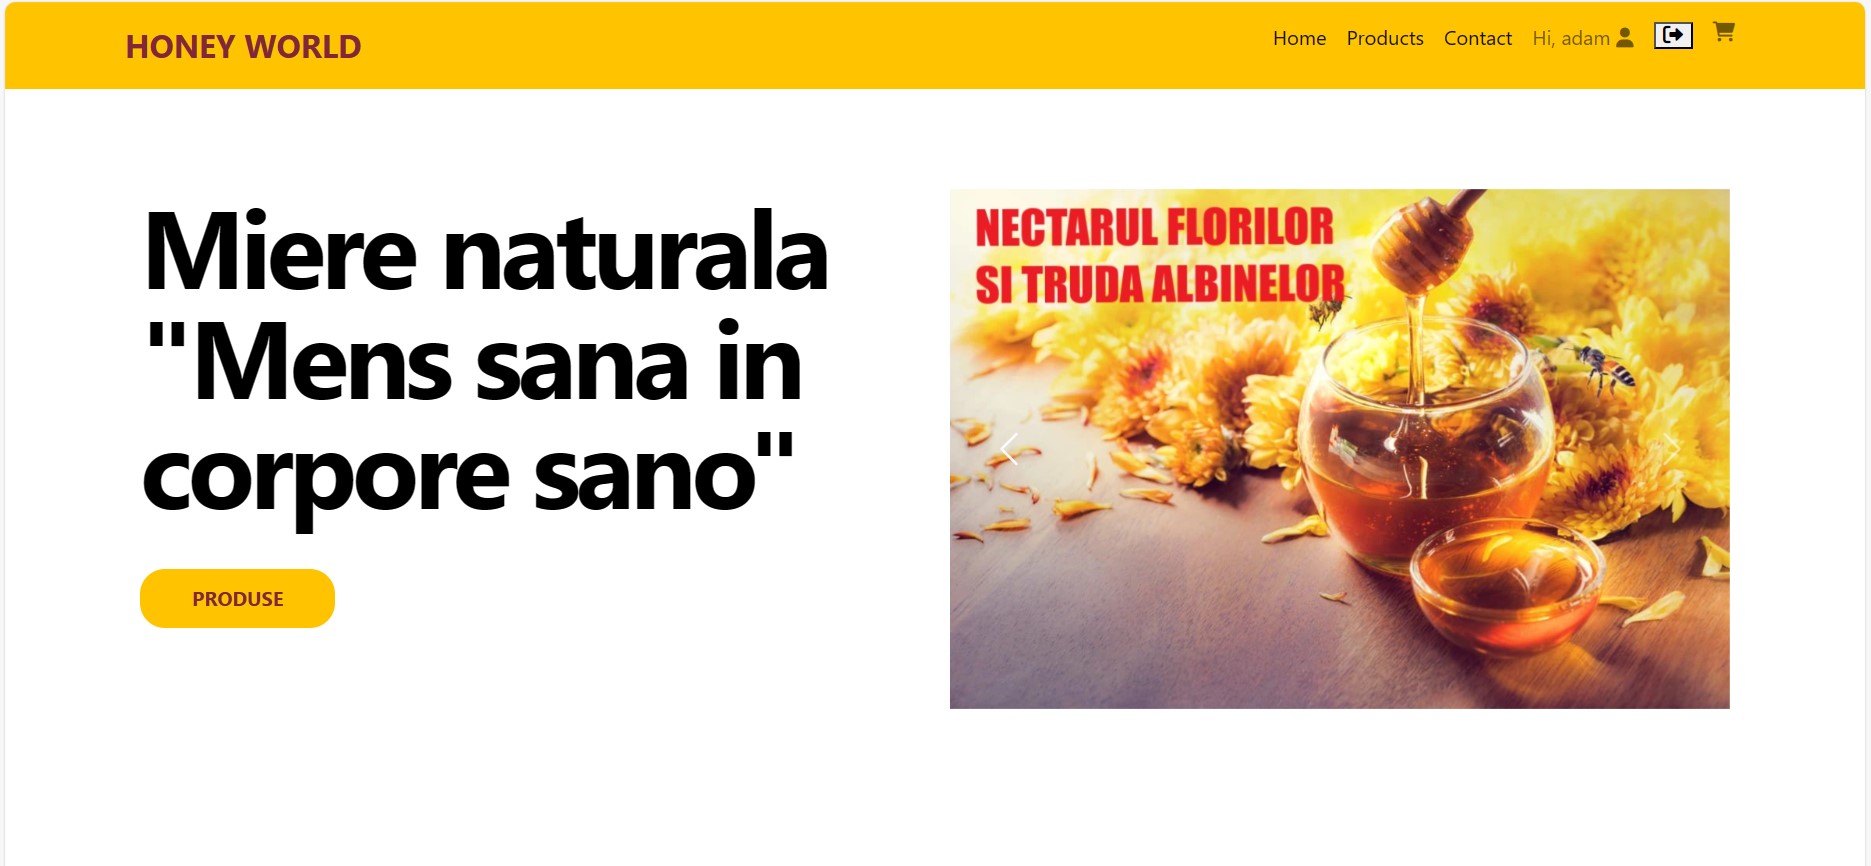 HONEY WORLD
Home Products Contact Hi, adam
Miere naturala
"Mens sana in
corpore sano"
PRODUSE
NECTARUL FLORILOR
SI TRUDA ALBINELOR